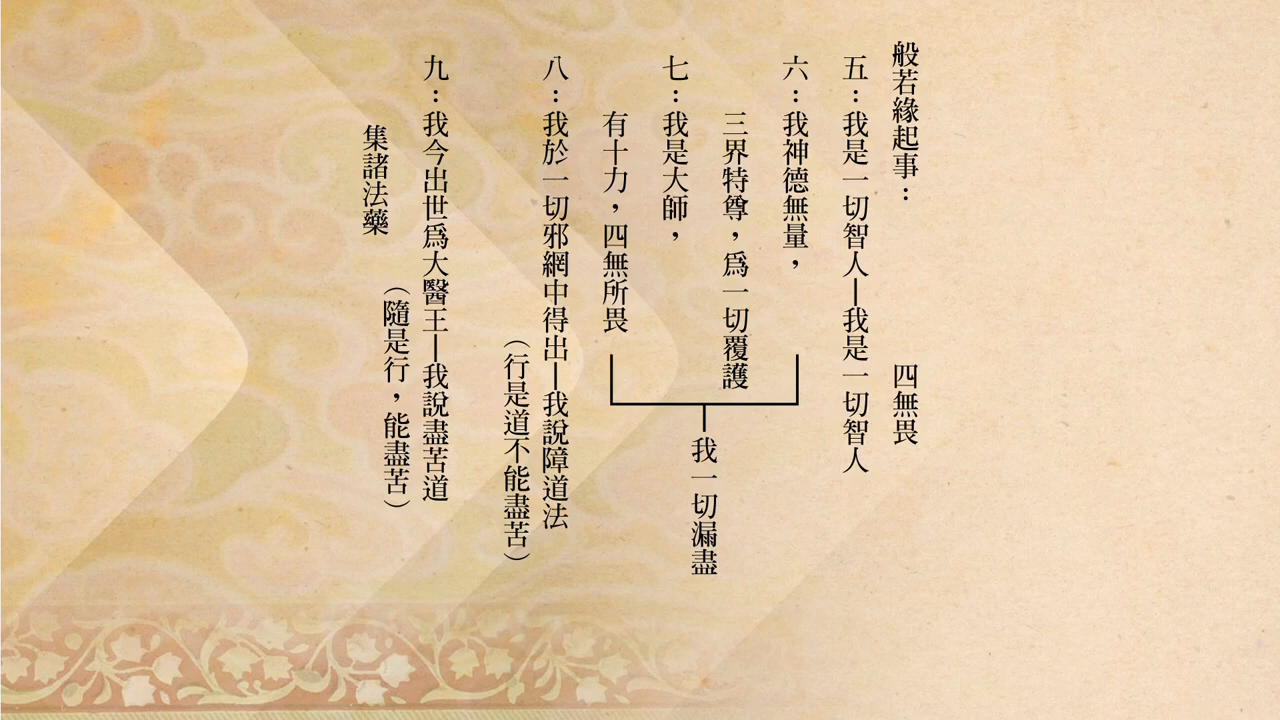 般若緣起事：　四無畏
五：我是一切智人—我是一切智人
六：我神德無量，
三界特尊，爲一切覆護
我一切漏盡
七：我是大師，
有十力，四無所畏
八：我於一切邪網中得出—我說障道法
（行是道不能盡苦）
九：我今出世爲大醫王—我說盡苦道
（隨是行，能盡苦）
集諸法藥